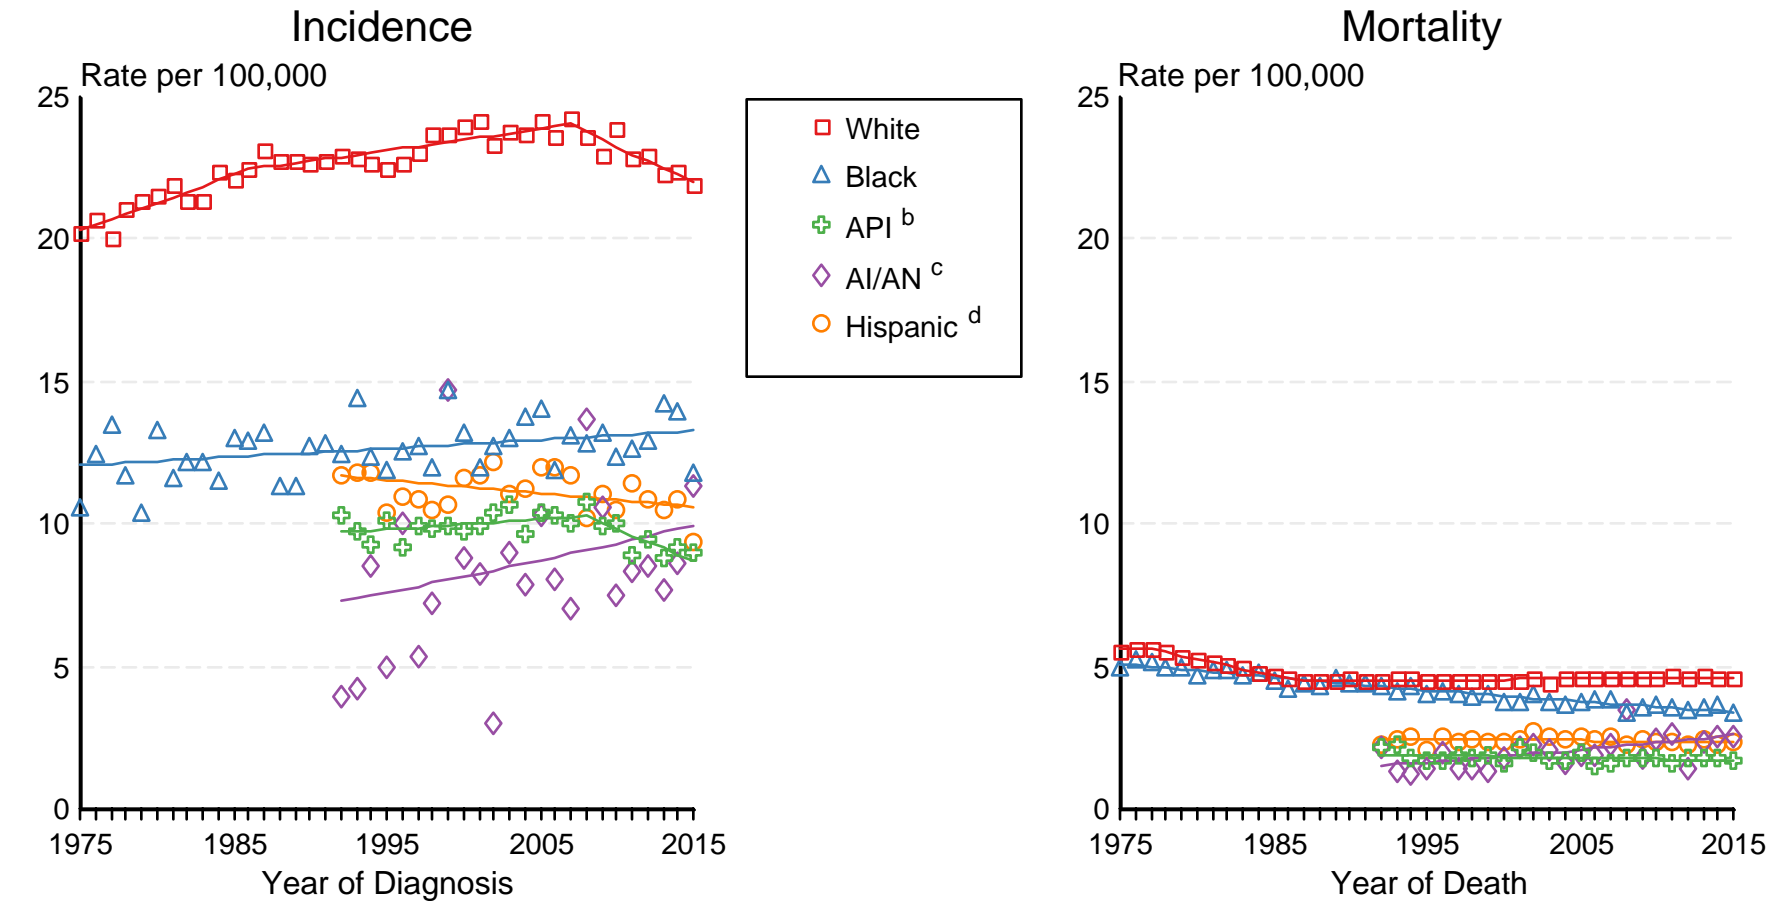 Incidence
Rate per 100,000
25
20
15
10
5
0
1975 1985 1995 2005 2015
Year of Diagnosis
White
Black
API b
AI/AN c
Hispanic d
Mortality
Rate per 100,000
25
20
15
10
5
0
1975 1985 1995 2005 2015
Year of Death